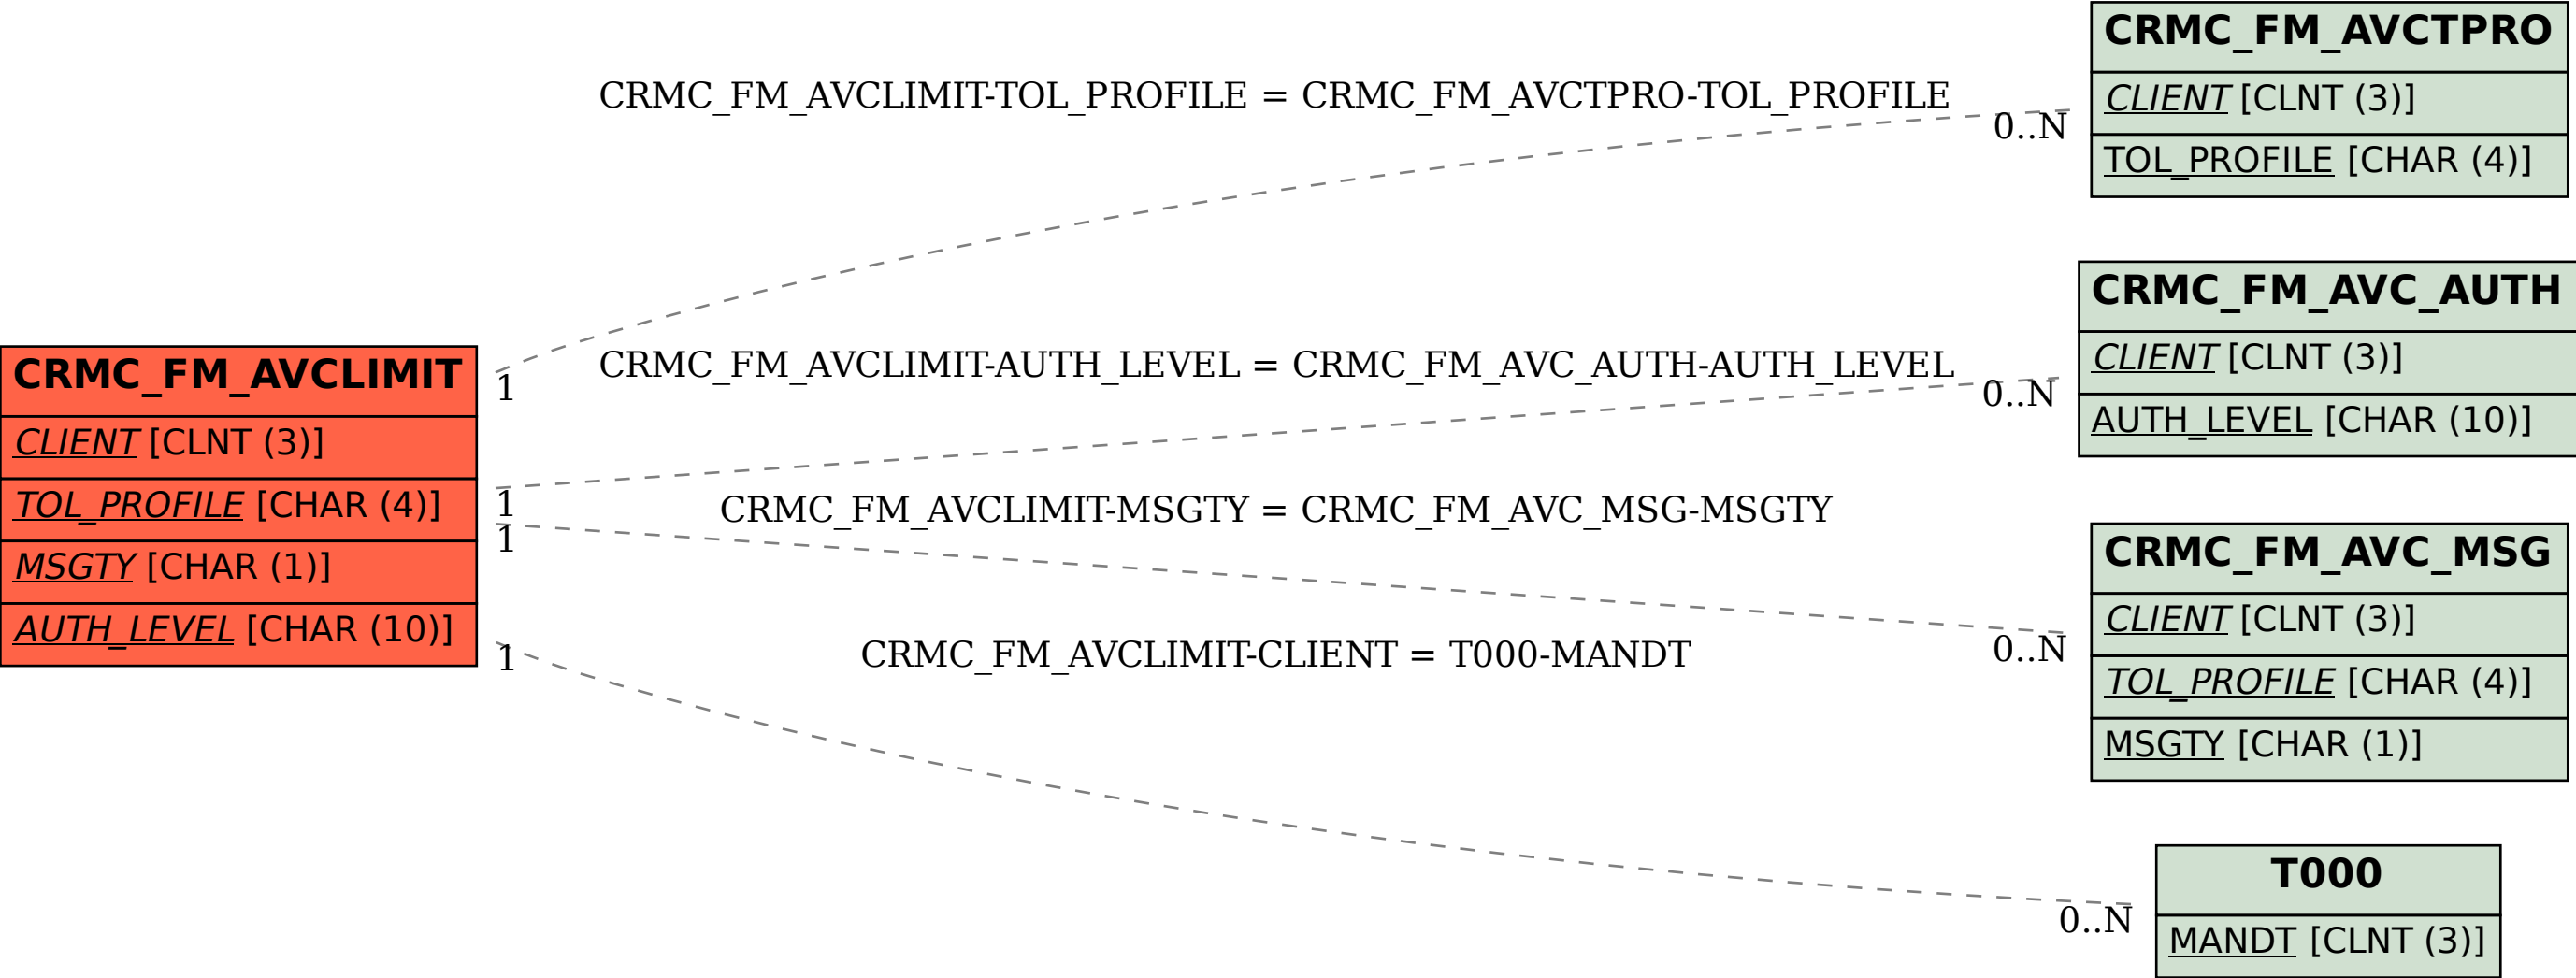 CRMC_FM_AVCLIMIT
CLIENT [CLNT (3)]
TOL_PROFILE [CHAR (4)]
MSGTY [CHAR (1)]
AUTH_LEVEL [CHAR (10)]
CRMC_FM_AVCLIMIT-TOL_PROFILE = CRMC_FM_AVCTPRO-TOL_PROFILE
1
0..N
CRMC_FM_AVCLIMIT-AUTH_LEVEL = CRMC_FM_AVC_AUTH-AUTH_LEVEL
1
0..N
CRMC_FM_AVCLIMIT-MSGTY = CRMC_FM_AVC_MSG-MSGTY
1
0..N
CRMC_FM_AVCLIMIT-CLIENT = T000-MANDT
1
0..N
CRMC_FM_AVCTPRO
CLIENT [CLNT (3)]
TOL_PROFILE [CHAR (4)]
CRMC_FM_AVC_AUTH
CLIENT [CLNT (3)]
AUTH_LEVEL [CHAR (10)]
CRMC_FM_AVC_MSG
CLIENT [CLNT (3)]
TOL_PROFILE [CHAR (4)]
MSGTY [CHAR (1)]
T000
MANDT [CLNT (3)]